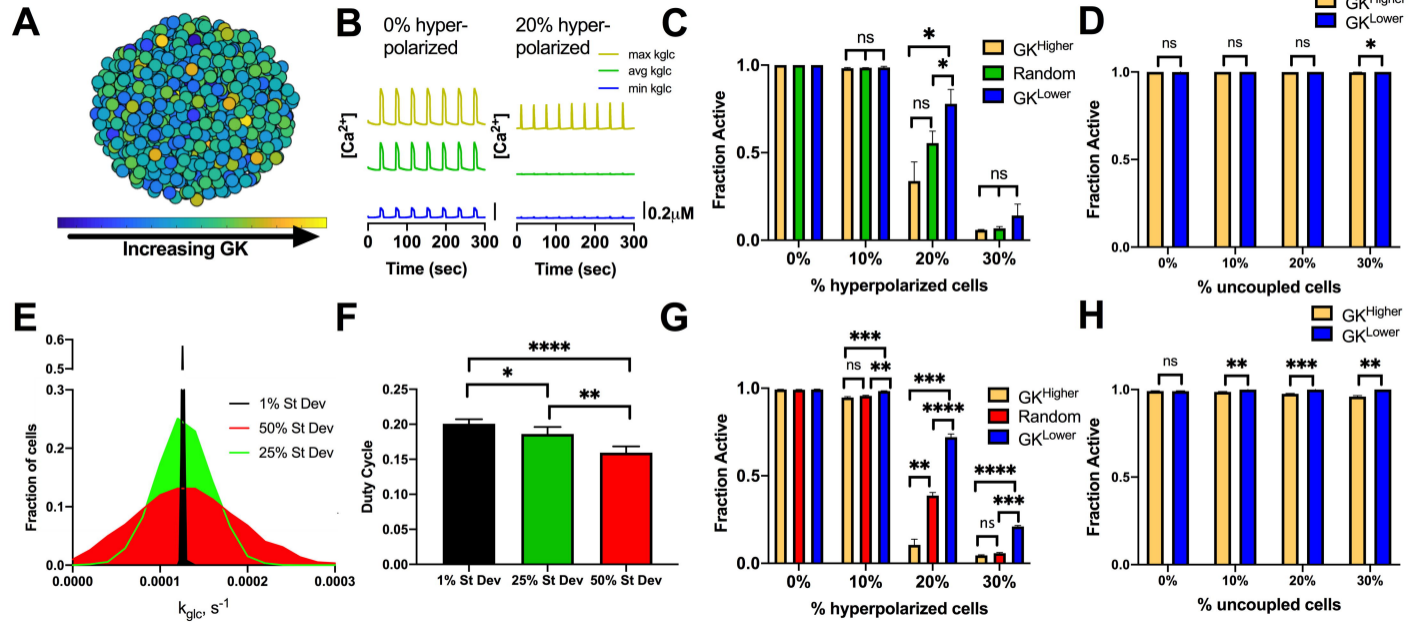 A
Increasing GK
B
0% hyper-
polarized
20% hyper-
polarized
max kglc
avg kglc
min kglc
[Ca2+]
[Ca2+]
0.2µM
0 100 200 300
0 100 200 300
Time (sec)
Time (sec)
C
GKHigher
Random
GKLower
ns
*
*
ns
ns
Fraction Active
1.0
0.5
0.0
0% 10% 20% 30%
% hyperpolarized cells
D
GKHigher
GKLower
ns
ns
ns
*
Fraction Active
1.0
0.5
0.0
0% 10% 20% 30%
% uncoupled cells
E
Fraction of cells
0.6
0.5
0.3
0.2
0.1
0.0
1% St Dev
50% St Dev
25% St Dev
0.0000 0.0001 0.0002 0.0003
kglc, s-1
F
****
*
**
Duty Cycle
0.25
0.20
0.15
0.10
0.05
0.00
1% St Dev 25% St Dev 50% St Dev
G
GKHigher
Random
GKLower
***
ns
**
***
****
**
****
***
ns
Fraction Active
1.0
0.5
0.0
0% 10% 20% 30%
% hyperpolarized cells
H
GKHigher
GKLower
ns
**
***
**
Fraction Active
1.0
0.5
0.0
0% 10% 20% 30%
% uncoupled cells